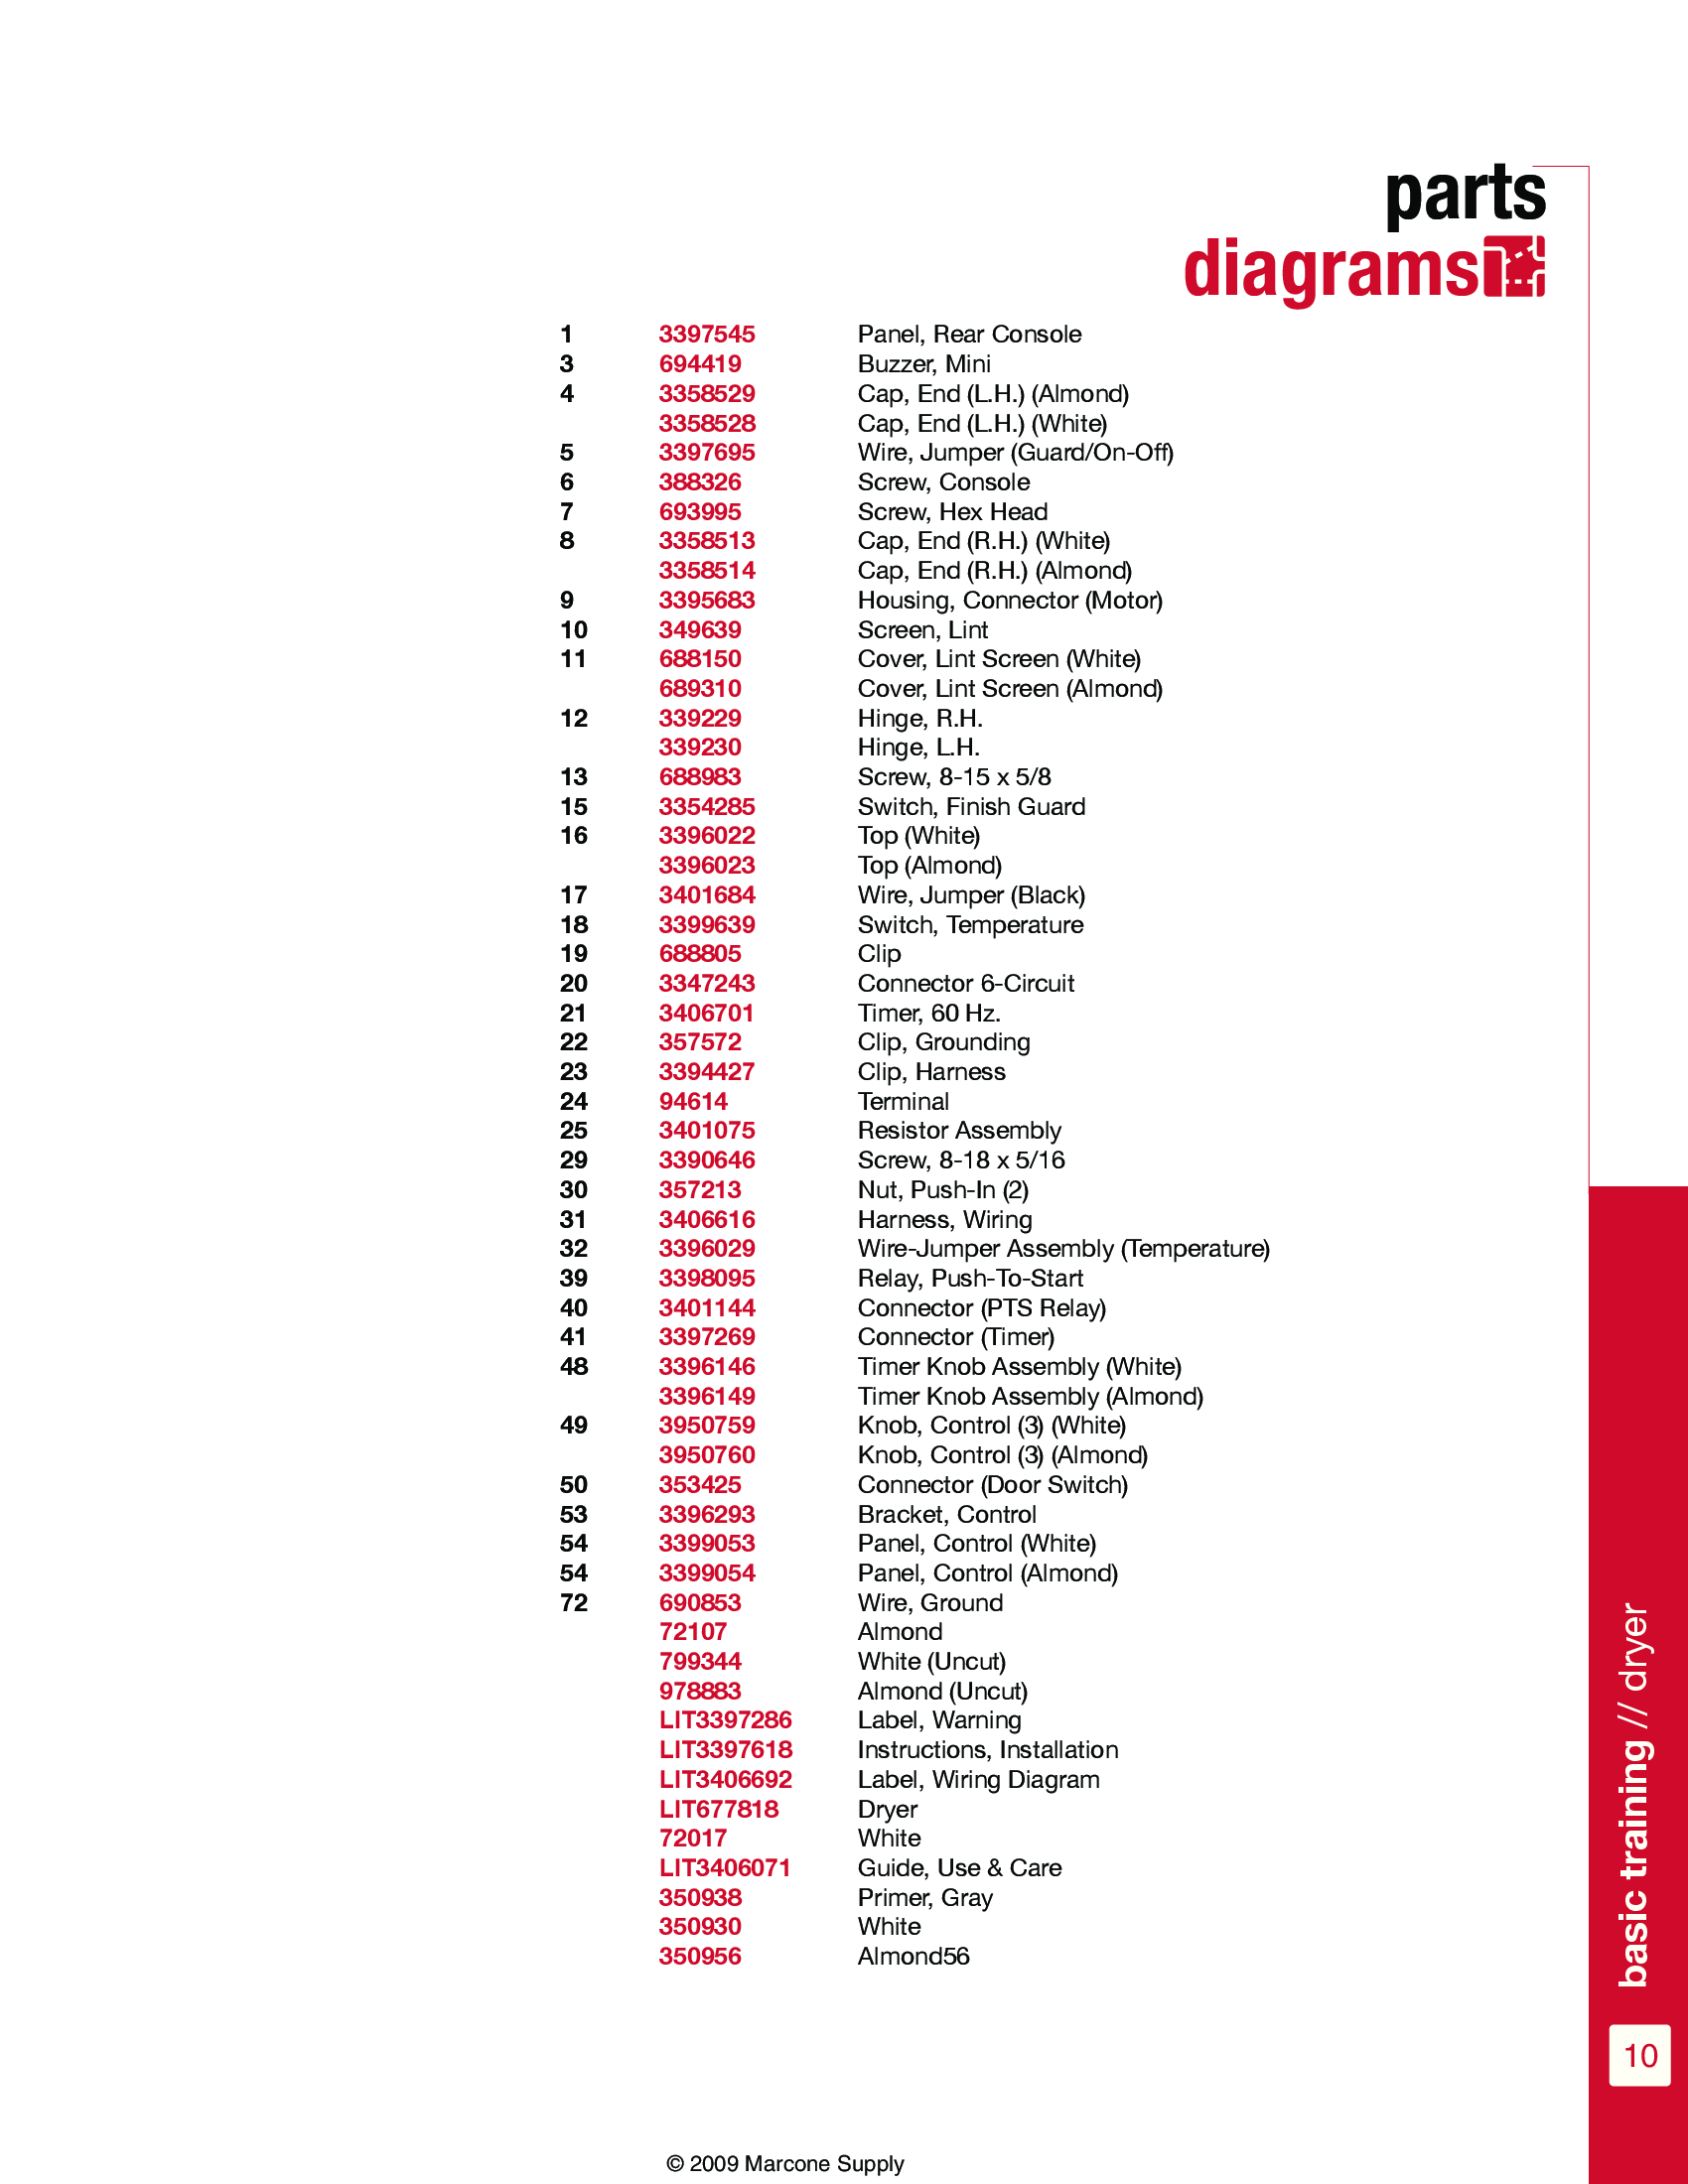 parts
diagrams
1 3397545 Panel, Rear Console
3 694419 Buzzer, Mini
4 3358529 Cap, End (L.H.) (Almond)
3358528 Cap, End (L.H.) (White)
5 3397695 Wire, Jumper (Guard/On-Off)
6 388326 Screw, Console
7 693995 Screw, Hex Head
8 3358513 Cap, End (R.H.) (White)
3358514 Cap, End (R.H.) (Almond)
9 3395683 Housing, Connector (Motor)
10 349639 Screen, Lint
11 688150 Cover, Lint Screen (White)
689310 Cover, Lint Screen (Almond)
12 339229 Hinge, R.H.
339230 Hinge, L.H.
13 688983 Screw, 8-15 x 5/8
15 3354285 Switch, Finish Guard
16 3396022 Top (White)
3396023 Top (Almond)
17 3401684 Wire, Jumper (Black)
18 3399639 Switch, Temperature
19 688805 Clip
20 3347243 Connector 6-Circuit
21 3406701 Timer, 60 Hz.
22 357572 Clip, Grounding
23 3394427 Clip, Harness
24 94614 Terminal
25 3401075 Resistor Assembly
29 3390646 Screw, 8-18 x 5/16
30 357213 Nut, Push-In (2)
31 3406616 Harness, Wiring
32 3396029 Wire-Jumper Assembly (Temperature)
39 3398095 Relay, Push-To-Start
40 3401144 Connector (PTS Relay)
41 3397269 Connector (Timer)
48 3396146 Timer Knob Assembly (White)
3396149 Timer Knob Assembly (Almond)
49 3950759 Knob, Control (3) (White)
3950760 Knob, Control (3) (Almond)
50 353425 Connector (Door Switch)
53 3396293 Bracket, Control
54 3399053 Panel, Control (White)
54 3399054 Panel, Control (Almond)
72 690853 Wire, Ground
72107 Almond
799344 White (Uncut)
978883 Almond (Uncut)
LIT3397286 Label, Warning
LIT3397618 Instructions, Installation
LIT3406692 Label, Wiring Diagram
LIT677818 Dryer
72017 White
LIT3406071 Guide, Use & Care
350938 Primer, Gray
350930 White
350956 Almond56
basic training // dryer
10
© 2009 Marcone Supply